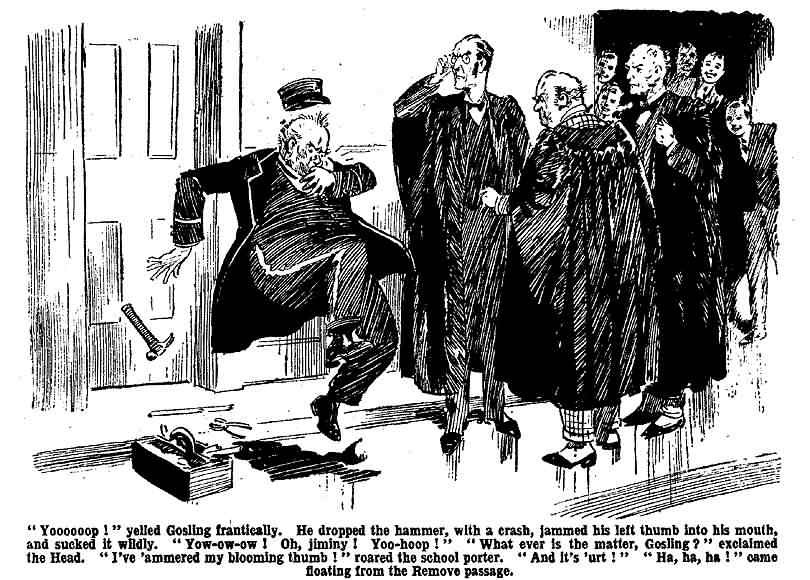 " Yoooooop ! " yelled Gosling frantically. He dropped the hammer, with a crash, jammed his left thumb into his mouth,
and sucked it wildly. " Yow-ow-ow ! Oh, jiminy ! Yoo-hoop ! " " What ever is the matter, Gosling ? " exclaimed
the Head. " I've 'ammered my blooming thumb ! " roared the school porter. " And it's 'urt ! " " Ha, ha, ha ! " came
floating from the Remove passage.